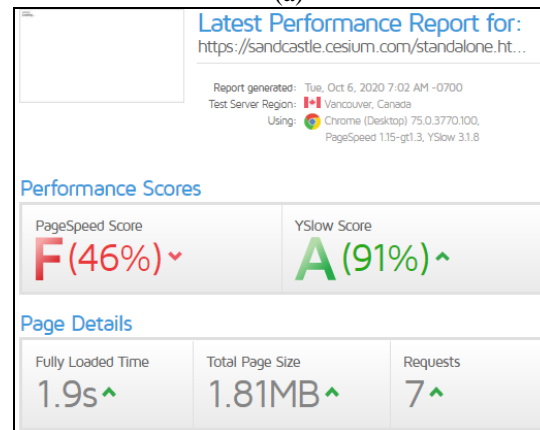 (a)
Latest Performance Report for:
https://sandcastle.cesium.com/standalone.ht...
Report generated: Tue, Oct 6, 2020 7:02 AM -0700
Test Server Region: Vancouver, Canada
Using: Chrome (Desktop) 75.0.3770.100,
PageSpeed 1.15-gt1.3, YSlow 3.1.8
Performance Scores
PageSpeed Score YSlow Score
F (46%) A (91%)
Page Details
Fully Loaded Time Total Page Size Requests
1.9s 1.81MB 7